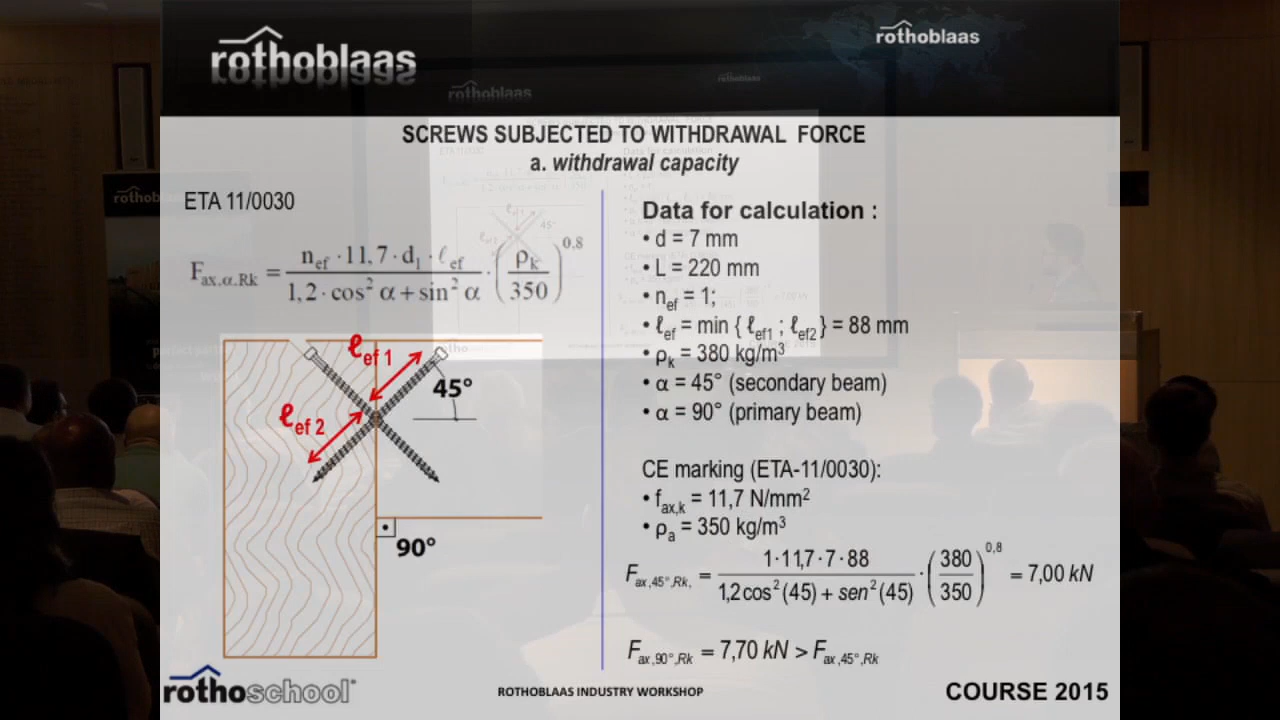 rothoblaas
rothoblaas
rothoblaas
SCREWS SUBJECTED TO WITHDRAWAL FORCE
a. withdrawal capacity
ETA 11/0030
F_ax,α,Rk = (n_ef · 11,7 · d_1 · ℓ_ef) / (1,2 · cos² α + sin² α) · (ρ_k / 350)^0,8
ℓ_ef 1
45°
ℓ_ef 2
90°
Data for calculation :
• d = 7 mm
• L = 220 mm
• n_ef = 1;
• ℓ_ef = min { ℓ_ef1 ; ℓ_ef2 } = 88 mm
• ρ_k = 380 kg/m³
• α = 45° (secondary beam)
• α = 90° (primary beam)
CE marking (ETA-11/0030):
• f_ax,k = 11,7 N/mm²
• ρ_a = 350 kg/m³
F_ax,45°,Rk, = (1·11,7·7·88) / (1,2cos²(45) + sen²(45)) · (380 / 350)^0,8 = 7,00 kN
F_ax,90°,Rk = 7,70 kN > F_ax,45°,Rk
rothoschool
ROTHOBLAAS INDUSTRY WORKSHOP
COURSE 2015